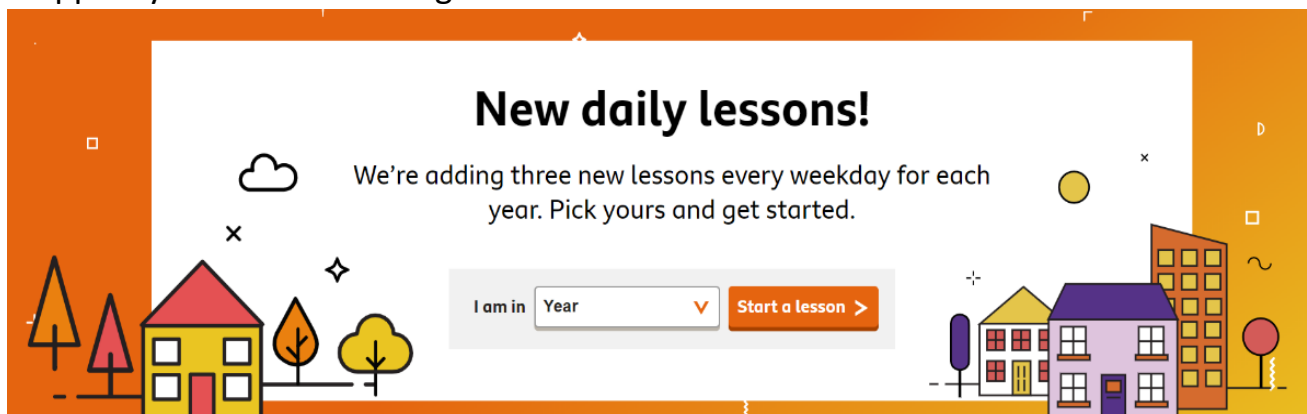 New daily lessons!
We're adding three new lessons every weekday for each
year. Pick yours and get started.
I am in Year Start a lesson >